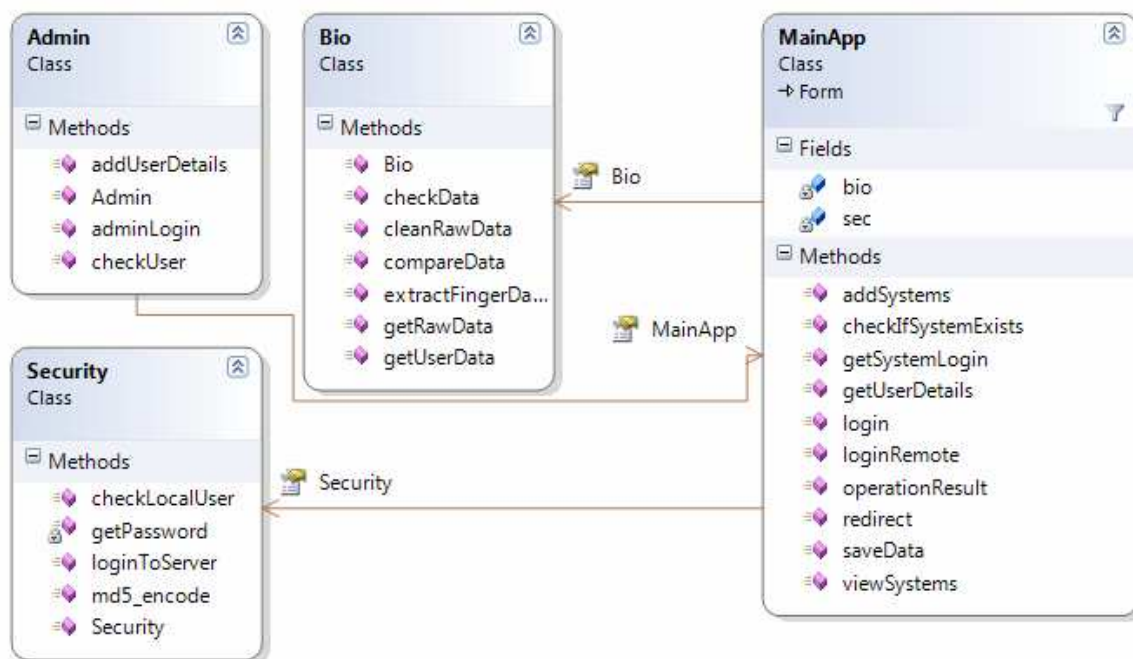 Admin
Class
Methods
addUserDetails
Admin
adminLogin
checkUser
Bio
Class
Methods
Bio
checkData
cleanRawData
compareData
extractFingerDa...
getRawData
getUserData
MainApp
Class
Form
Fields
bio
sec
Methods
addSystems
checkIfSystemExists
getSystemLogin
getUserDetails
login
loginRemote
operationResult
redirect
saveData
viewSystems
Bio
MainApp
Security
Class
Methods
checkLocalUser
getPassword
loginToServer
md5_encode
Security
Security